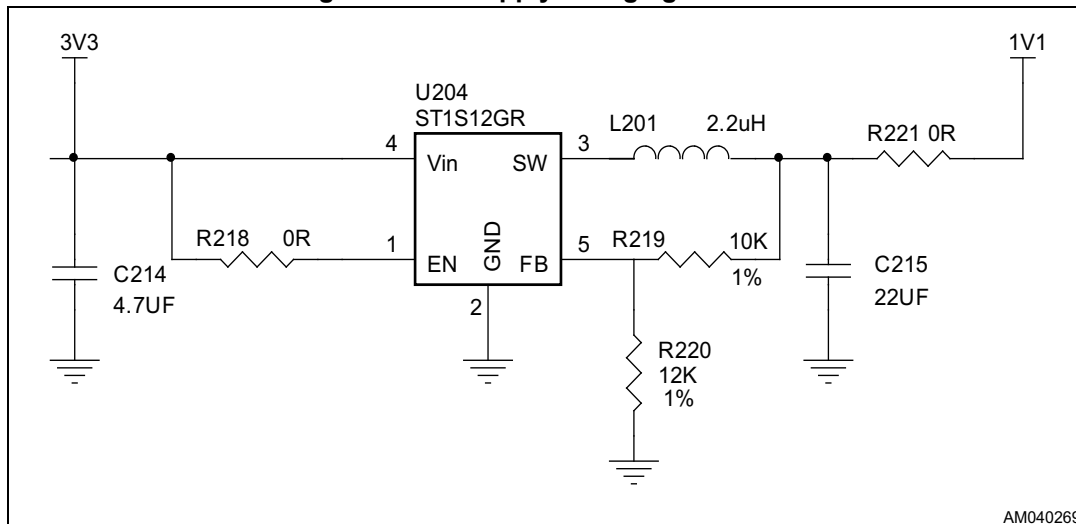 3V3
1V1
U204
ST1S12GR
L201 2.2uH
R221 0R
4
Vin
SW
3
R218 0R
1
EN
GND
FB
5
R219 10K
1%
C214
4.7UF
2
C215
22UF
R220
12K
1%
AM040269